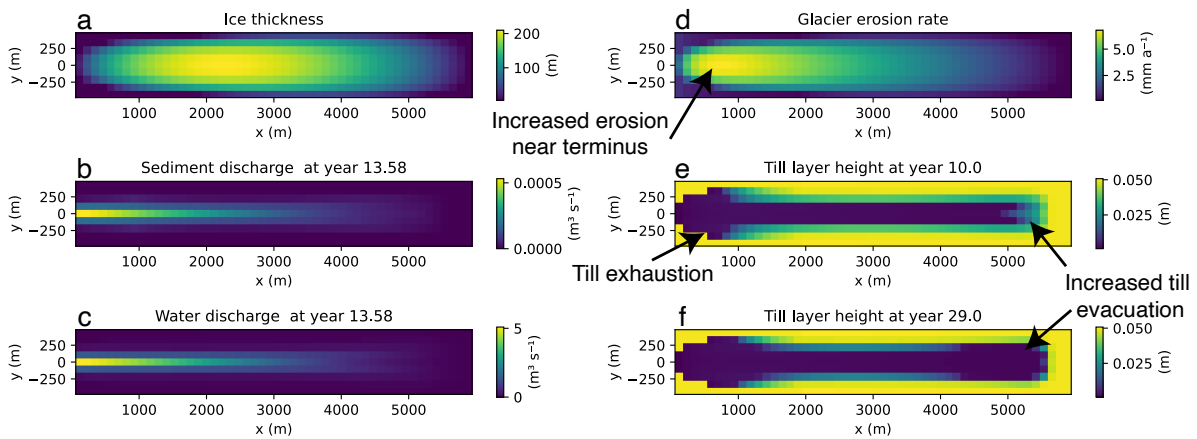 a
Ice thickness
y (m)
250
0
−250
1000
2000
3000
4000
5000
x (m)
200
100
(m)
b
Sediment discharge  at year 13.58
y (m)
250
0
−250
1000
2000
3000
4000
5000
x (m)
0.0005
0.0000
(m³ s⁻¹)
c
Water discharge  at year 13.58
y (m)
250
0
−250
1000
2000
3000
4000
5000
x (m)
5
0
(m³ s⁻¹)
d
Glacier erosion rate
y (m)
250
0
−250
1000
2000
3000
4000
5000
x (m)
5.0
2.5
(mm a⁻¹)
Increased erosion
near terminus
e
Till layer height at year 10.0
y (m)
250
0
−250
1000
2000
3000
4000
5000
x (m)
0.050
0.025
(m)
Till exhaustion
Increased till
evacuation
f
Till layer height at year 29.0
y (m)
250
0
−250
1000
2000
3000
4000
5000
x (m)
0.050
0.025
(m)